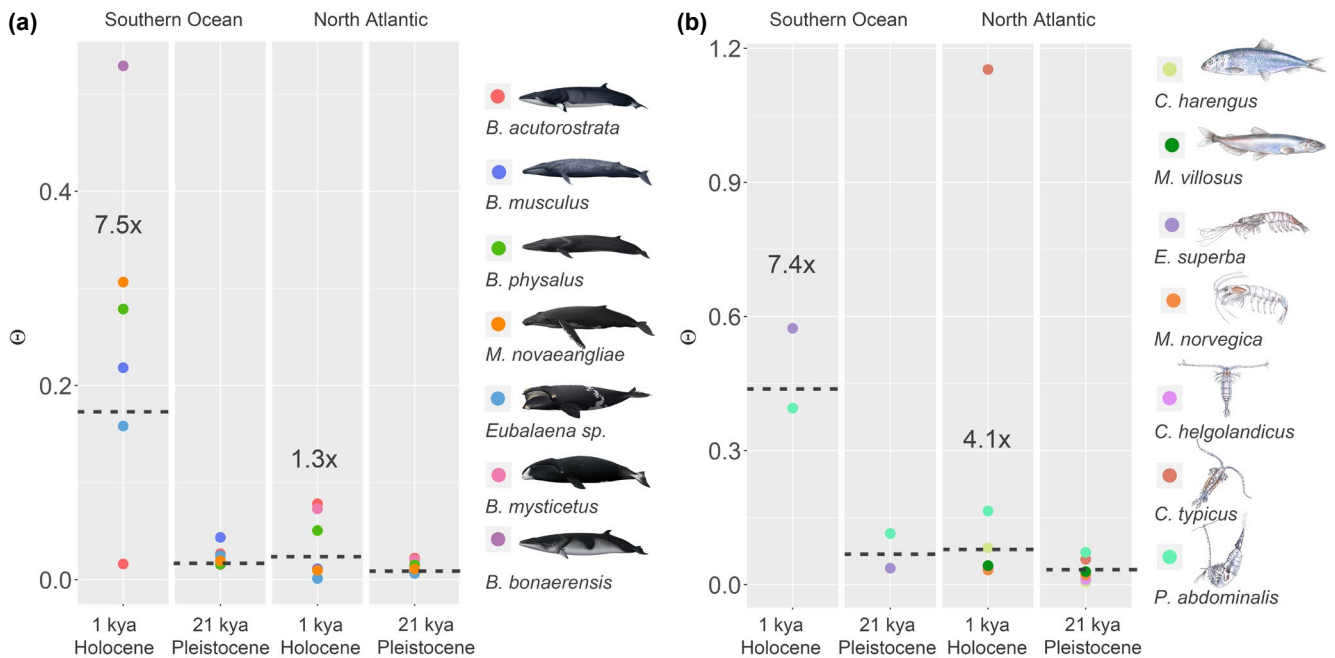 (a)
Southern Ocean
North Atlantic
Θ
0.4
0.2
0.0
7.5x
1.3x
1 kya
Holocene
21 kya
Pleistocene
1 kya
Holocene
21 kya
Pleistocene
B. acutorostrata
B. musculus
B. physalus
M. novaeangliae
Eubalaena sp.
B. mysticetus
B. bonaerensis
(b)
Southern Ocean
North Atlantic
Θ
1.2
0.9
0.6
0.3
0.0
7.4x
4.1x
1 kya
Holocene
21 kya
Pleistocene
1 kya
Holocene
21 kya
Pleistocene
C. harengus
M. villosus
E. superba
M. norvegica
C. helgolandicus
C. typicus
P. abdominalis